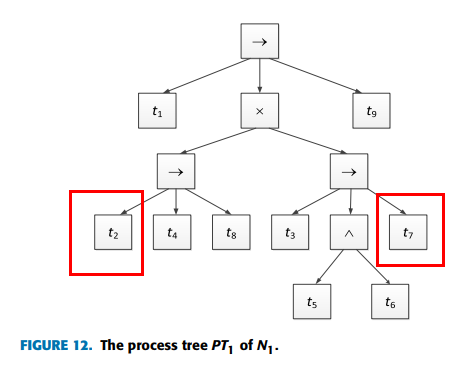 →
t₁ × t₉
→ →
t₂ t₄ t₈ t₃ ∧ t₇
t₅ t₆
FIGURE 12. The process tree PT₁ of N₁.